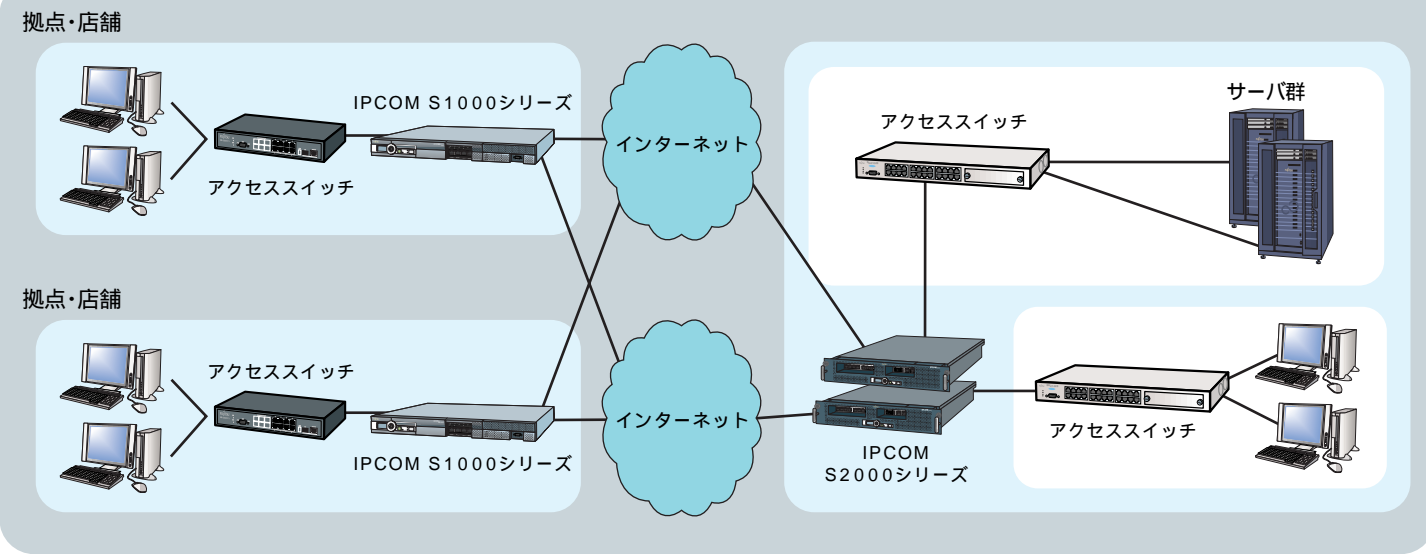 拠点・店舗
IPCOM S1000シリーズ
アクセススイッチ
インターネット
アクセススイッチ
サーバ群
拠点・店舗
アクセススイッチ
IPCOM S1000シリーズ
インターネット
IPCOM
S2000シリーズ
アクセススイッチ